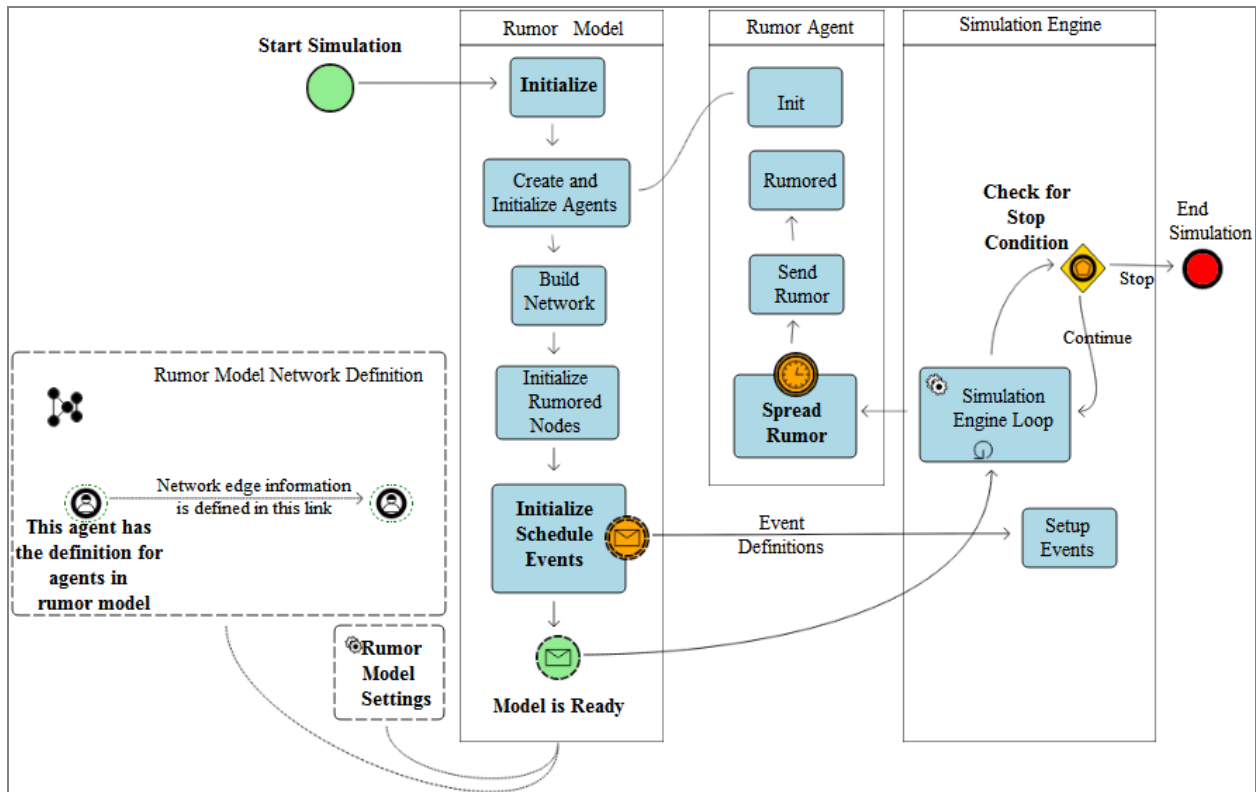 Rumor Model
Rumor Agent
Simulation Engine
Start Simulation
Initialize
Create and
Initialize Agents
Build
Network
Initialize
Rumored
Nodes
Initialize
Schedule
Events
Model is Ready
Init
Rumored
Send
Rumor
Spread
Rumor
Check for
Stop
Condition
End
Simulation
Stop
Continue
Simulation
Engine Loop
Event
Definitions
Setup
Events
Rumor Model Network Definition
Network edge information
is defined in this link
This agent has
the definition for
agents in
rumor model
Rumor
Model
Settings